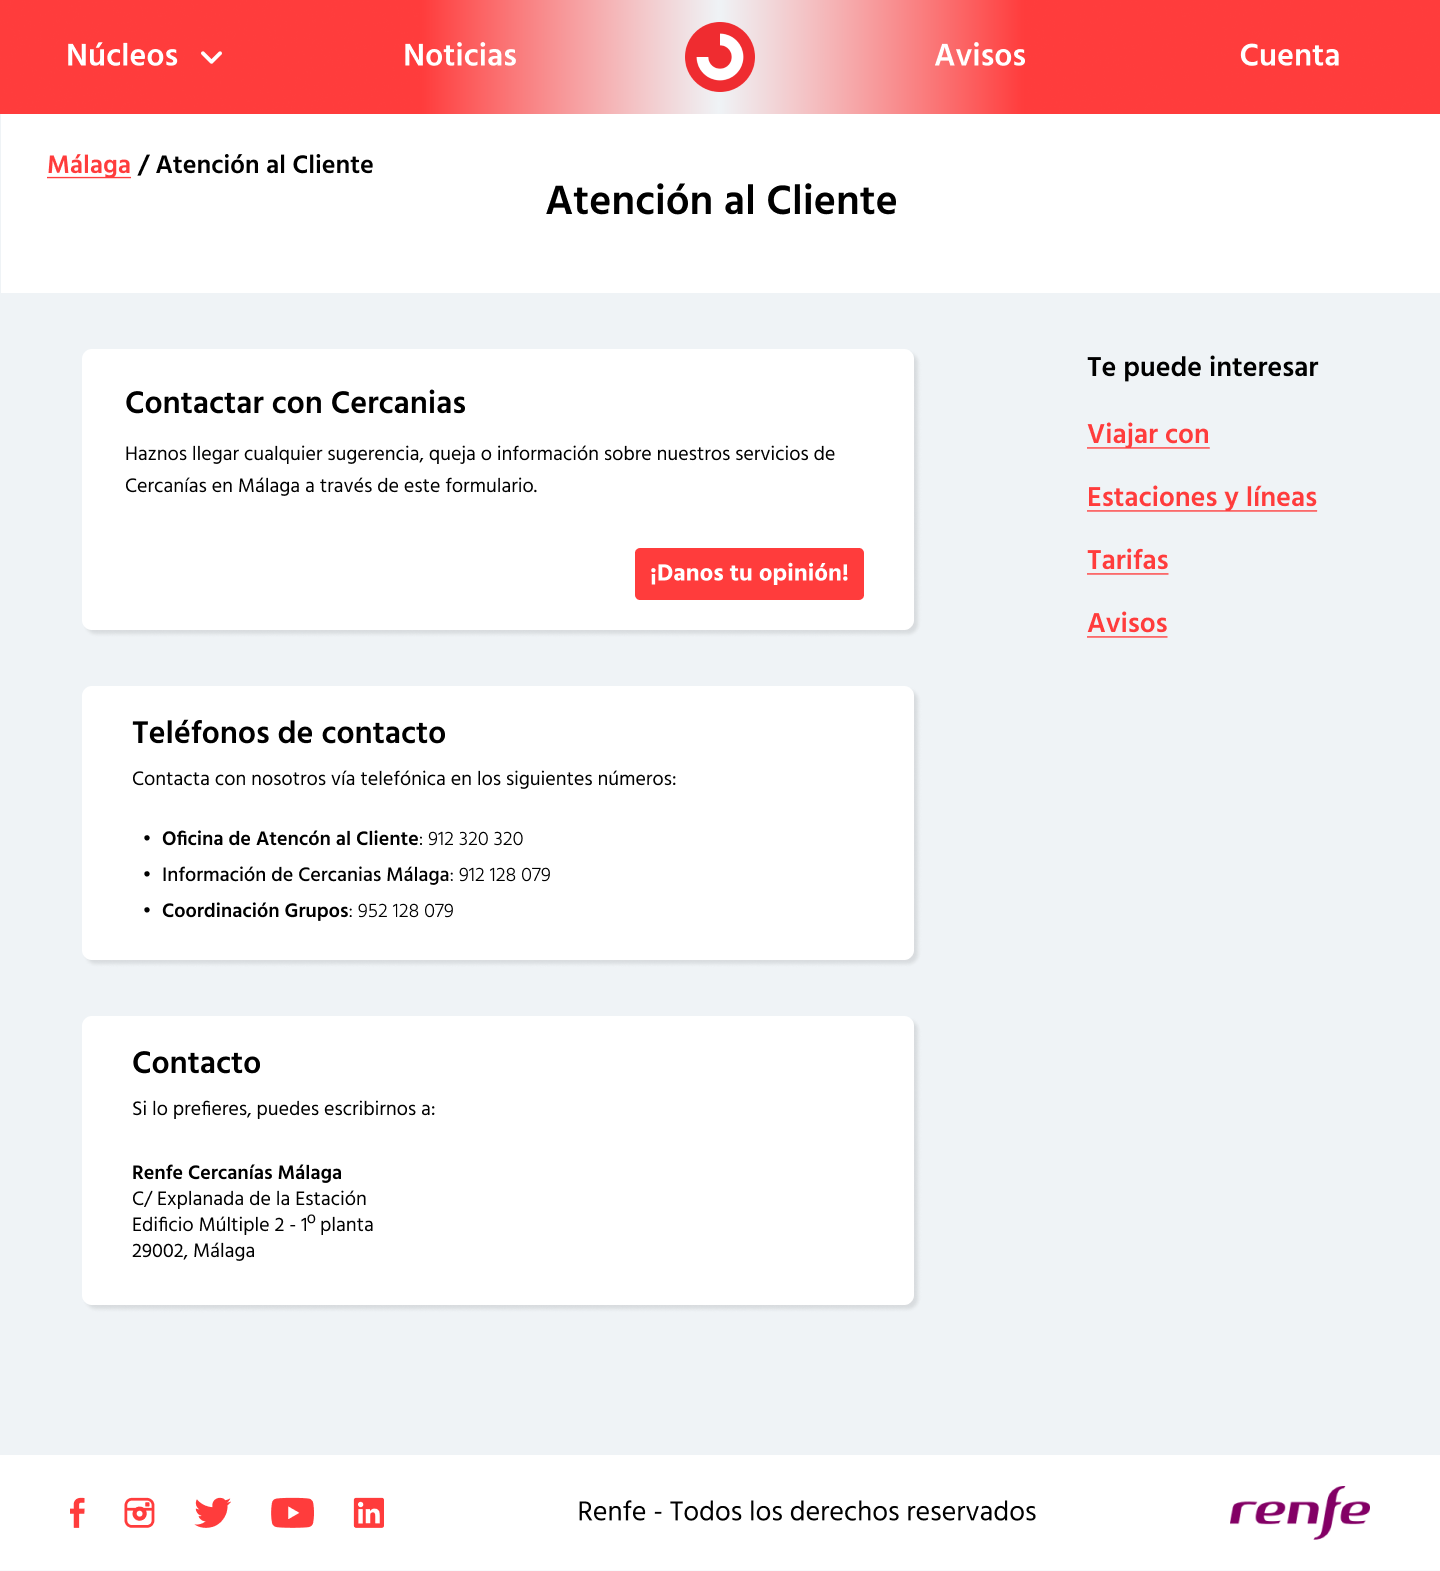 Núcleos
Noticias
Avisos
Cuenta
Málaga / Atención al Cliente
Atención al Cliente
Contactar con Cercanias
Haznos llegar cualquier sugerencia, queja o información sobre nuestros servicios de
Cercanías en Málaga a través de este formulario.
¡Danos tu opinión!
Teléfonos de contacto
Contacta con nosotros vía telefónica en los siguientes números:
• Oficina de Atencón al Cliente: 912 320 320
• Información de Cercanias Málaga: 912 128 079
• Coordinación Grupos: 952 128 079
Contacto
Si lo prefieres, puedes escribirnos a:
Renfe Cercanías Málaga
C/ Explanada de la Estación
Edificio Múltiple 2 - 1º planta
29002, Málaga
Te puede interesar
Viajar con
Estaciones y líneas
Tarifas
Avisos
Renfe - Todos los derechos reservados
renfe